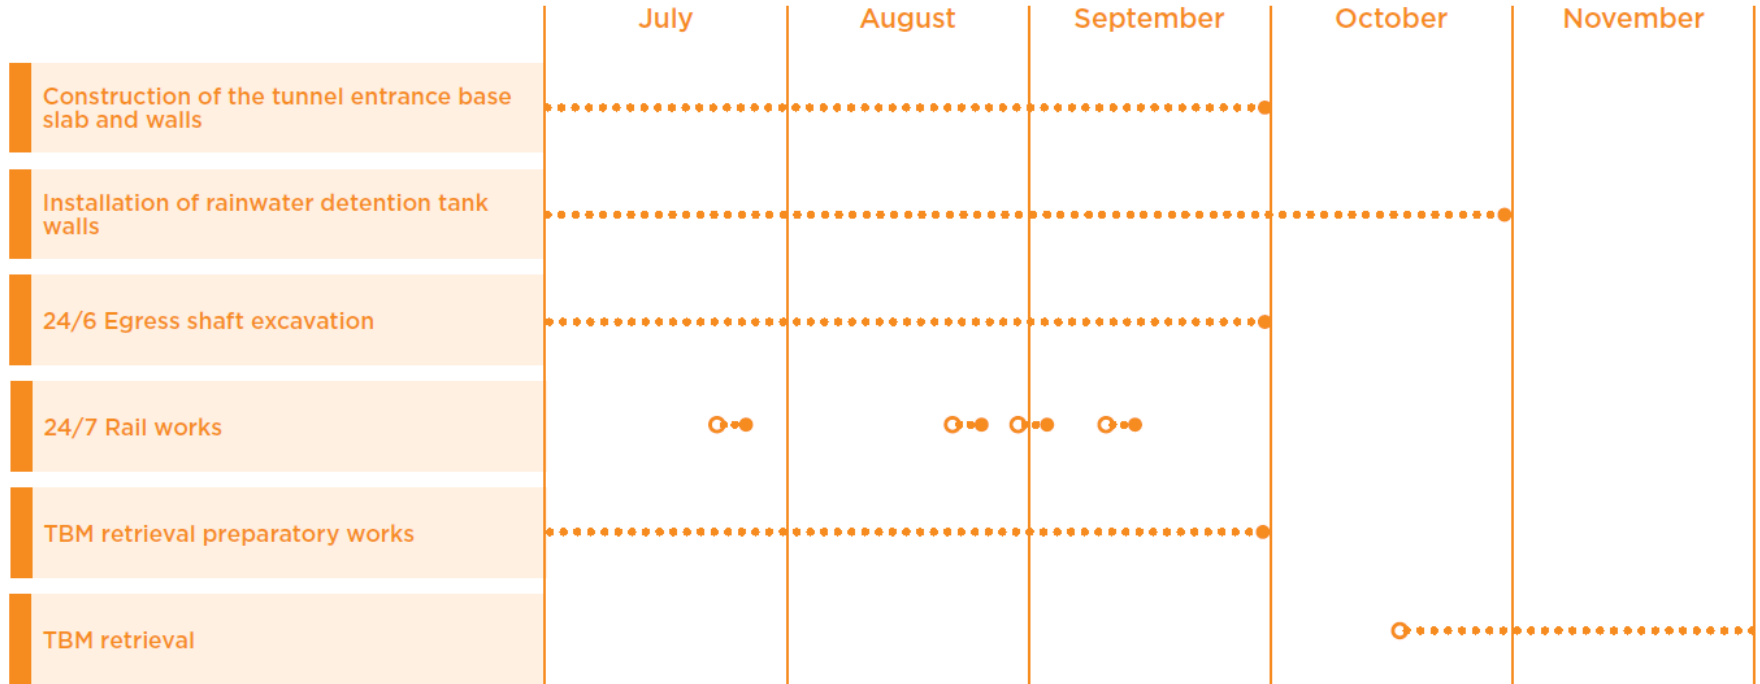 July August September October November
Construction of the tunnel entrance base
slab and walls
Installation of rainwater detention tank
walls
24/6 Egress shaft excavation
24/7 Rail works
TBM retrieval preparatory works
TBM retrieval